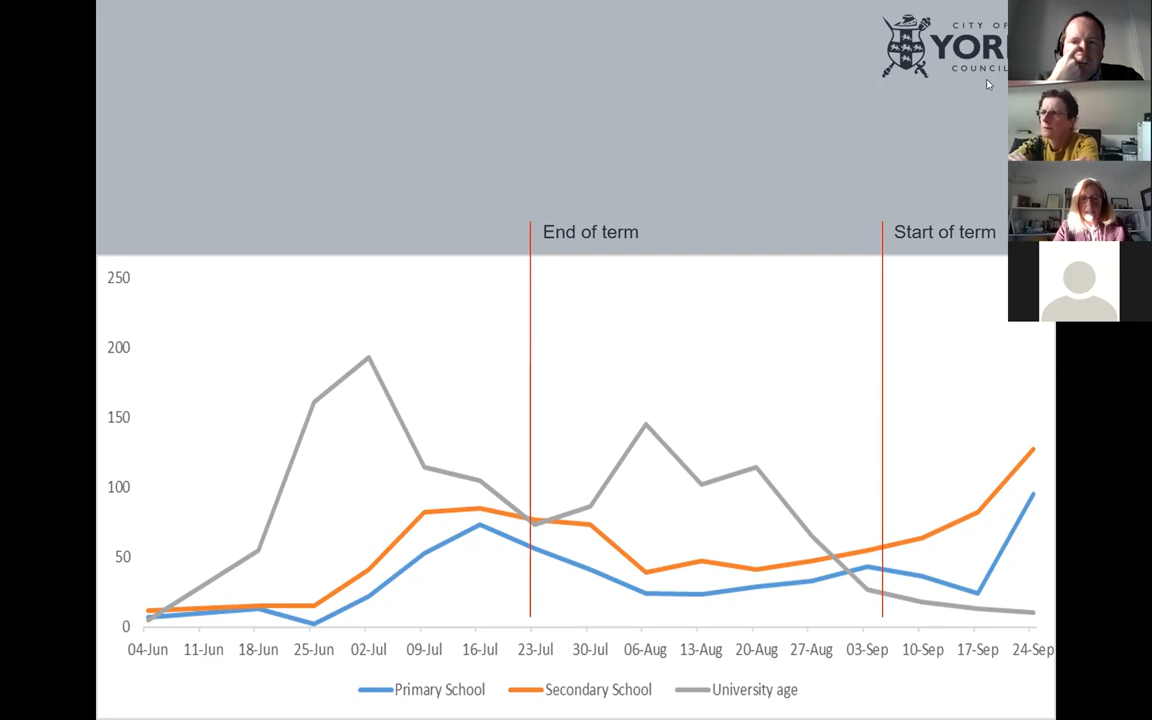 CITY OF
YOR
COUNCIL
End of term
Start of term
250
200
150
100
50
0
04-Jun 11-Jun 18-Jun 25-Jun 02-Jul 09-Jul 16-Jul 23-Jul 30-Jul 06-Aug 13-Aug 20-Aug 27-Aug 03-Sep 10-Sep 17-Sep 24-Sep
Primary School Secondary School University age